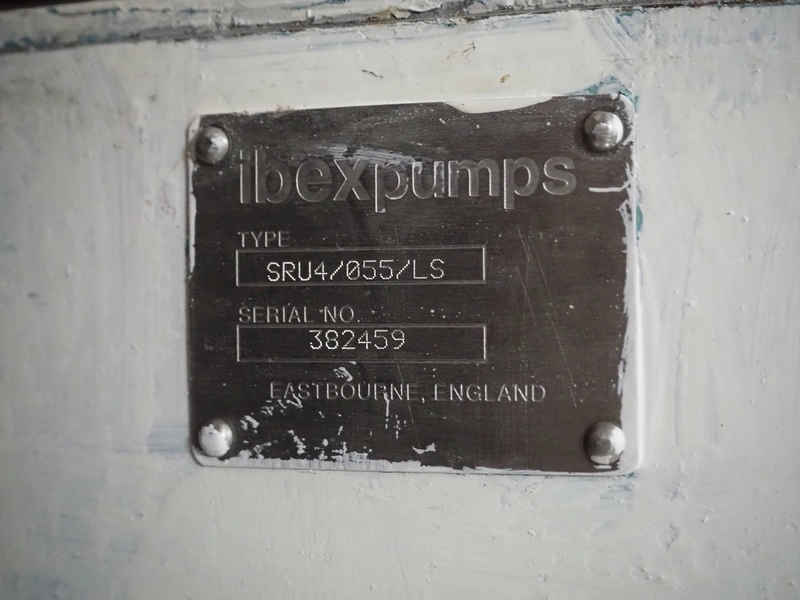 ibexpumps
TYPE
SRU4/055/LS
SERIAL NO.
382459
EASTBOURNE, ENGLAND